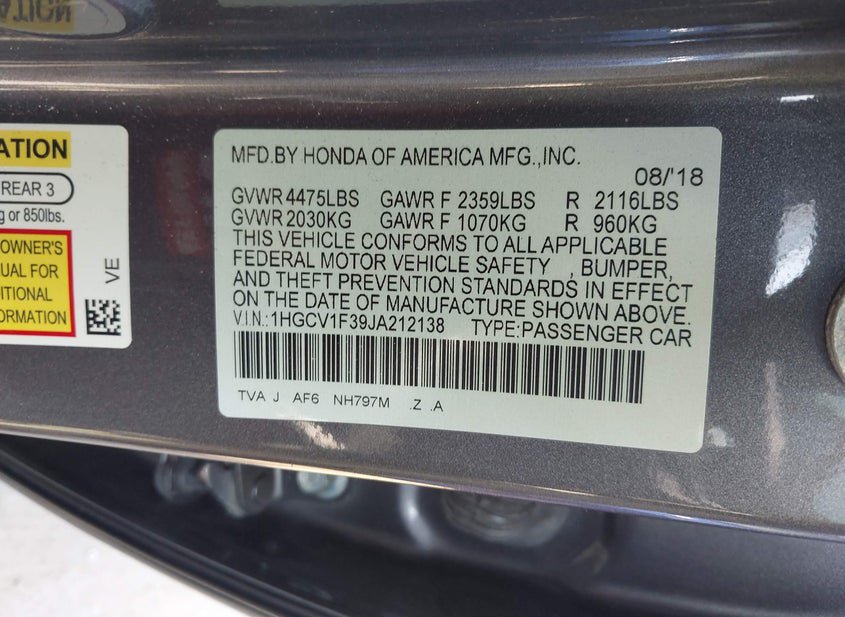 ATION
REAR 3
g or 850lbs.
OWNER'S
UAL FOR
ITIONAL
FORMATION
VE
MFD.BY HONDA OF AMERICA MFG.,INC.
08/'18
GVWR 4475LBS GAWR F 2359LBS R 2116LBS
GVWR 2030KG GAWR F 1070KG R 960KG
THIS VEHICLE CONFORMS TO ALL APPLICABLE
FEDERAL MOTOR VEHICLE SAFETY , BUMPER,
AND THEFT PREVENTION STANDARDS IN EFFECT
ON THE DATE OF MANUFACTURE SHOWN ABOVE.
V.I.N.:1HGCV1F39JA212138 TYPE:PASSENGER CAR
TVA J AF6 NH797M .Z .A